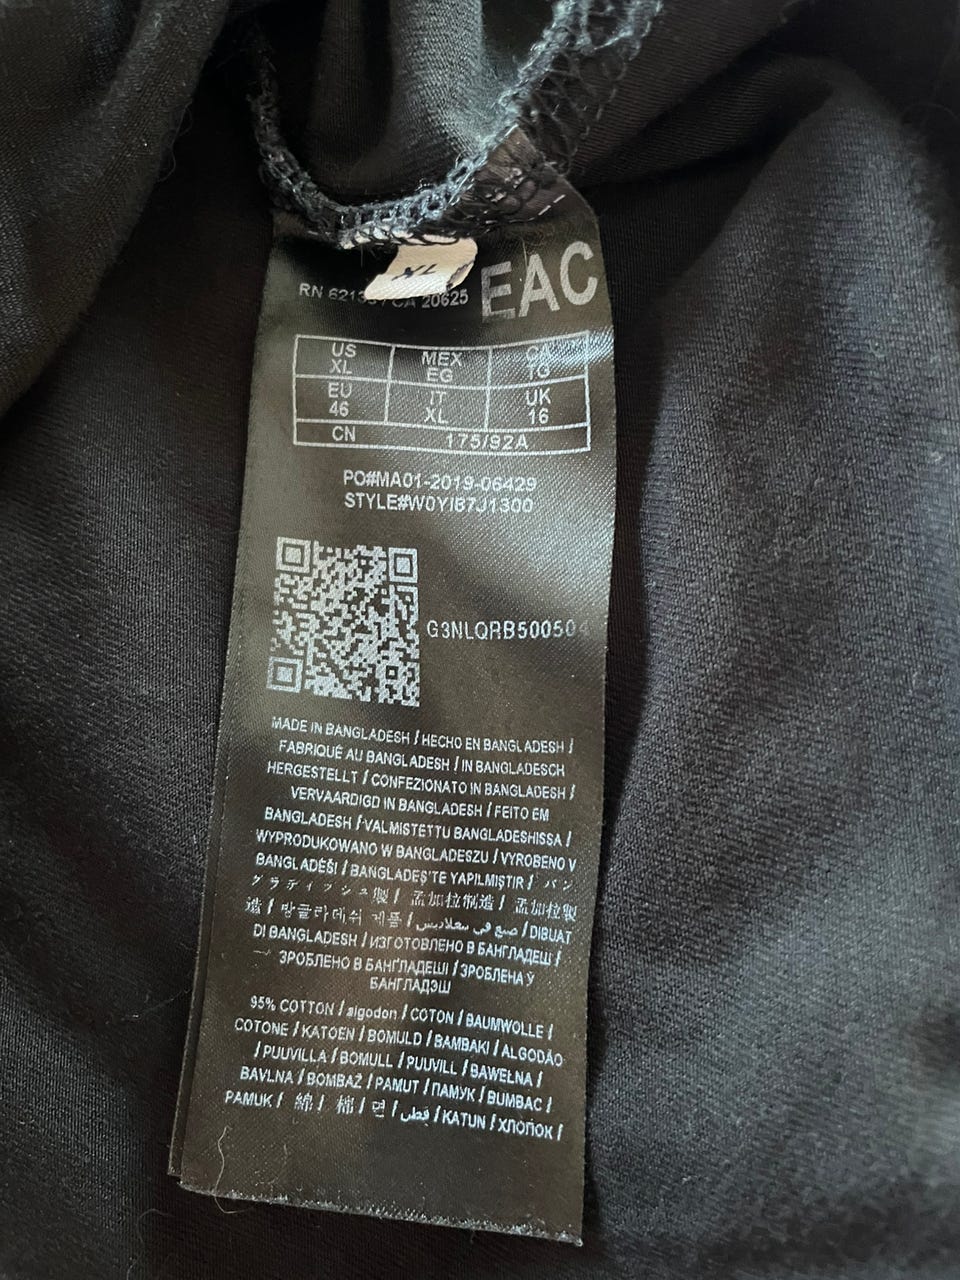 XL
RN 62133 CA 20625
EAC
US XL MEX EG CA TG
EU 46 IT XL UK 16
CN 175/92A
PO#MA01-2019-06429
STYLE#W0YIB7J1300
G3NLQRB500504
MADE IN BANGLADESH / HECHO EN BANGLADESH /
FABRIQUÉ AU BANGLADESH / IN BANGLADESCH
HERGESTELLT / CONFEZIONATO IN BANGLADESH /
VERVAARDIGD IN BANGLADESH / FEITO EM
BANGLADESH / VALMISTETTU BANGLADESHISSA /
WYPRODUKOWANO W BANGLADESZU / VYROBENO V
BANGLADÉSI / BANGLADEŞ'TE YAPILMIŞTIR / バン
グラディッシュ製 / 孟加拉制造 / 孟加拉製
造 / 방글라데쉬 제품 / صنع في بنغلاديس / DIBUAT
DI BANGLADESH / ИЗГОТОВЛЕНО В БАНГЛАДЕШ /
ЗРОБЛЕНО В БАНГЛАДЕШІ / ЗРОБЛЕНА Ў
БАНГЛАДЭШ
95% COTTON / algodon / COTON / BAUMWOLLE /
COTONE / KATOEN / BOMULD / BAMBAKI / ALGODÃO
/ PUUVILLA / BOMULL / PUUVILL / BAWEŁNA /
BAVLNA / BOMBAŽ / PAMUT / ПАМУК / BUMBAC /
PAMUK / 綿 / 棉 / 면 / قطن / KATUN / ХЛОПОК /